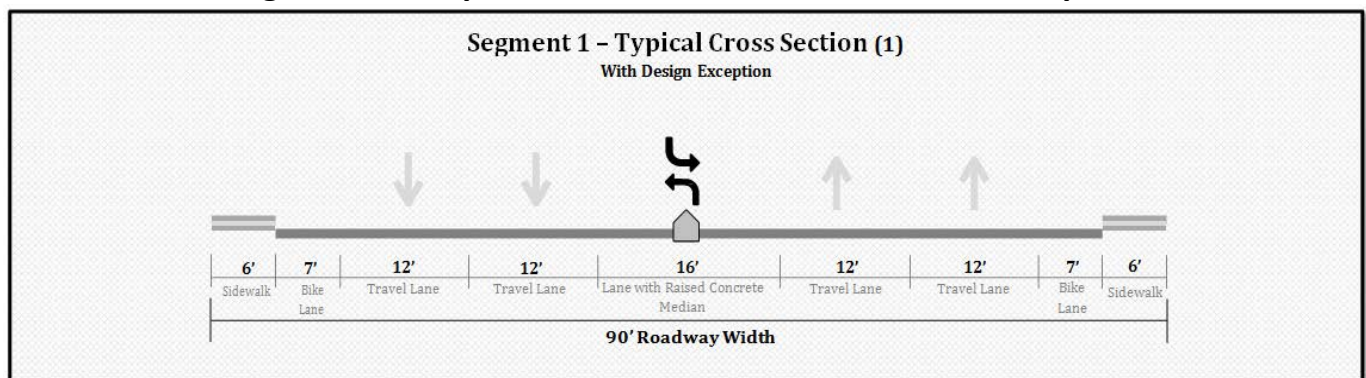 Segment 1 – Typical Cross Section (1)
With Design Exception
6' 7' 12' 12' 16' 12' 12' 7' 6'
Sidewalk Bike Travel Lane Travel Lane Lane with Raised Concrete Travel Lane Travel Lane Bike Sidewalk
Lane Median Lane
90' Roadway Width